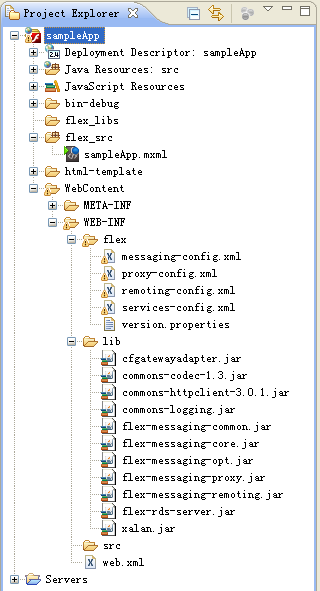 Project Explorer
sampleApp
Deployment Descriptor: sampleApp
Java Resources: src
JavaScript Resources
bin-debug
flex_libs
flex_src
sampleApp.mxml
html-template
WebContent
META-INF
WEB-INF
flex
messaging-config.xml
proxy-config.xml
remoting-config.xml
services-config.xml
version.properties
lib
cfgatewayadapter.jar
commons-codec-1.3.jar
commons-httpclient-3.0.1.jar
commons-logging.jar
flex-messaging-common.jar
flex-messaging-core.jar
flex-messaging-opt.jar
flex-messaging-proxy.jar
flex-messaging-remoting.jar
flex-rds-server.jar
xalan.jar
src
web.xml
Servers